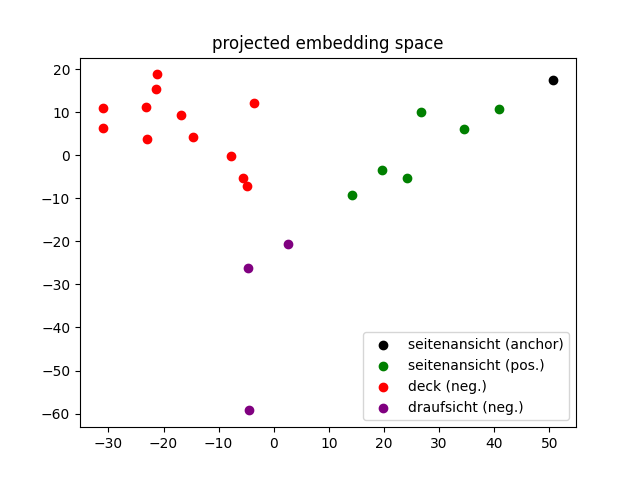 projected embedding space
20
10
0
−10
−20
−30
−40
−50
−60
seitenansicht (anchor)
seitenansicht (pos.)
deck (neg.)
draufsicht (neg.)
−30 −20 −10 0 10 20 30 40 50